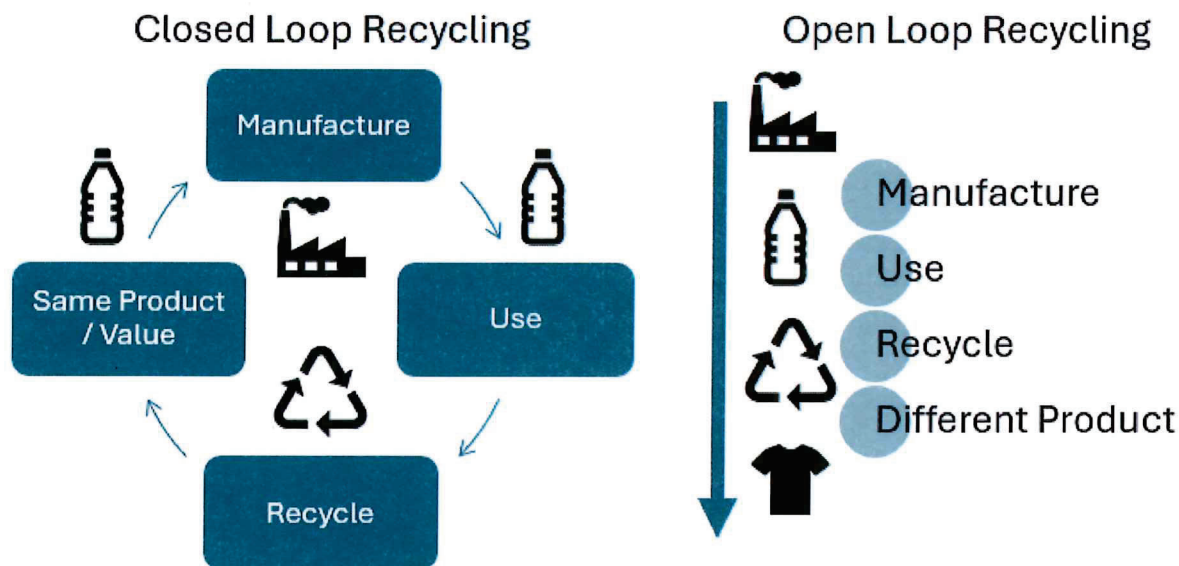 Closed Loop Recycling
Manufacture
Use
Recycle
Same Product
/ Value
Open Loop Recycling
Manufacture
Use
Recycle
Different Product